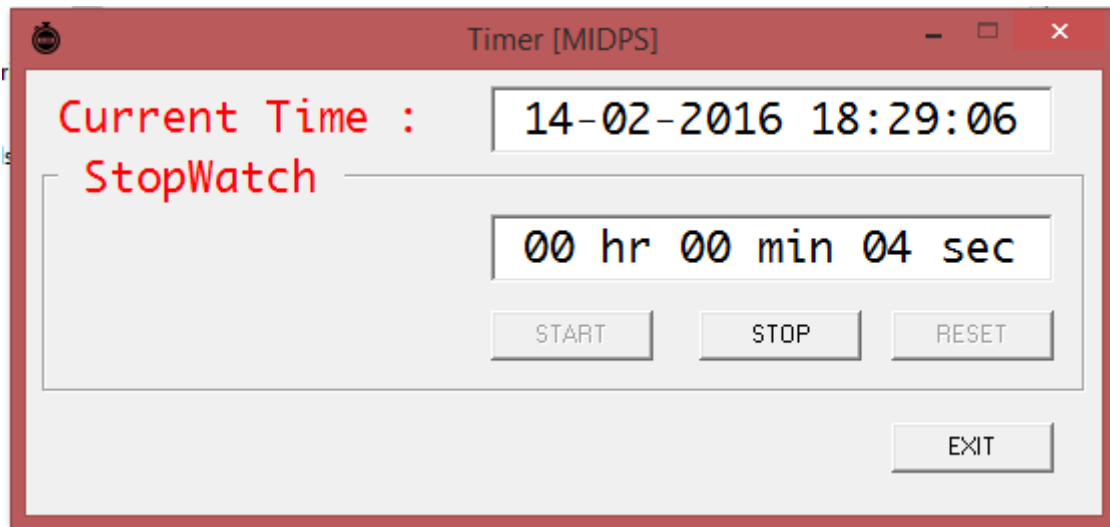 Timer [MIDPS]
Current Time : 14-02-2016 18:29:06
StopWatch
00 hr 00 min 04 sec
START STOP RESET
EXIT